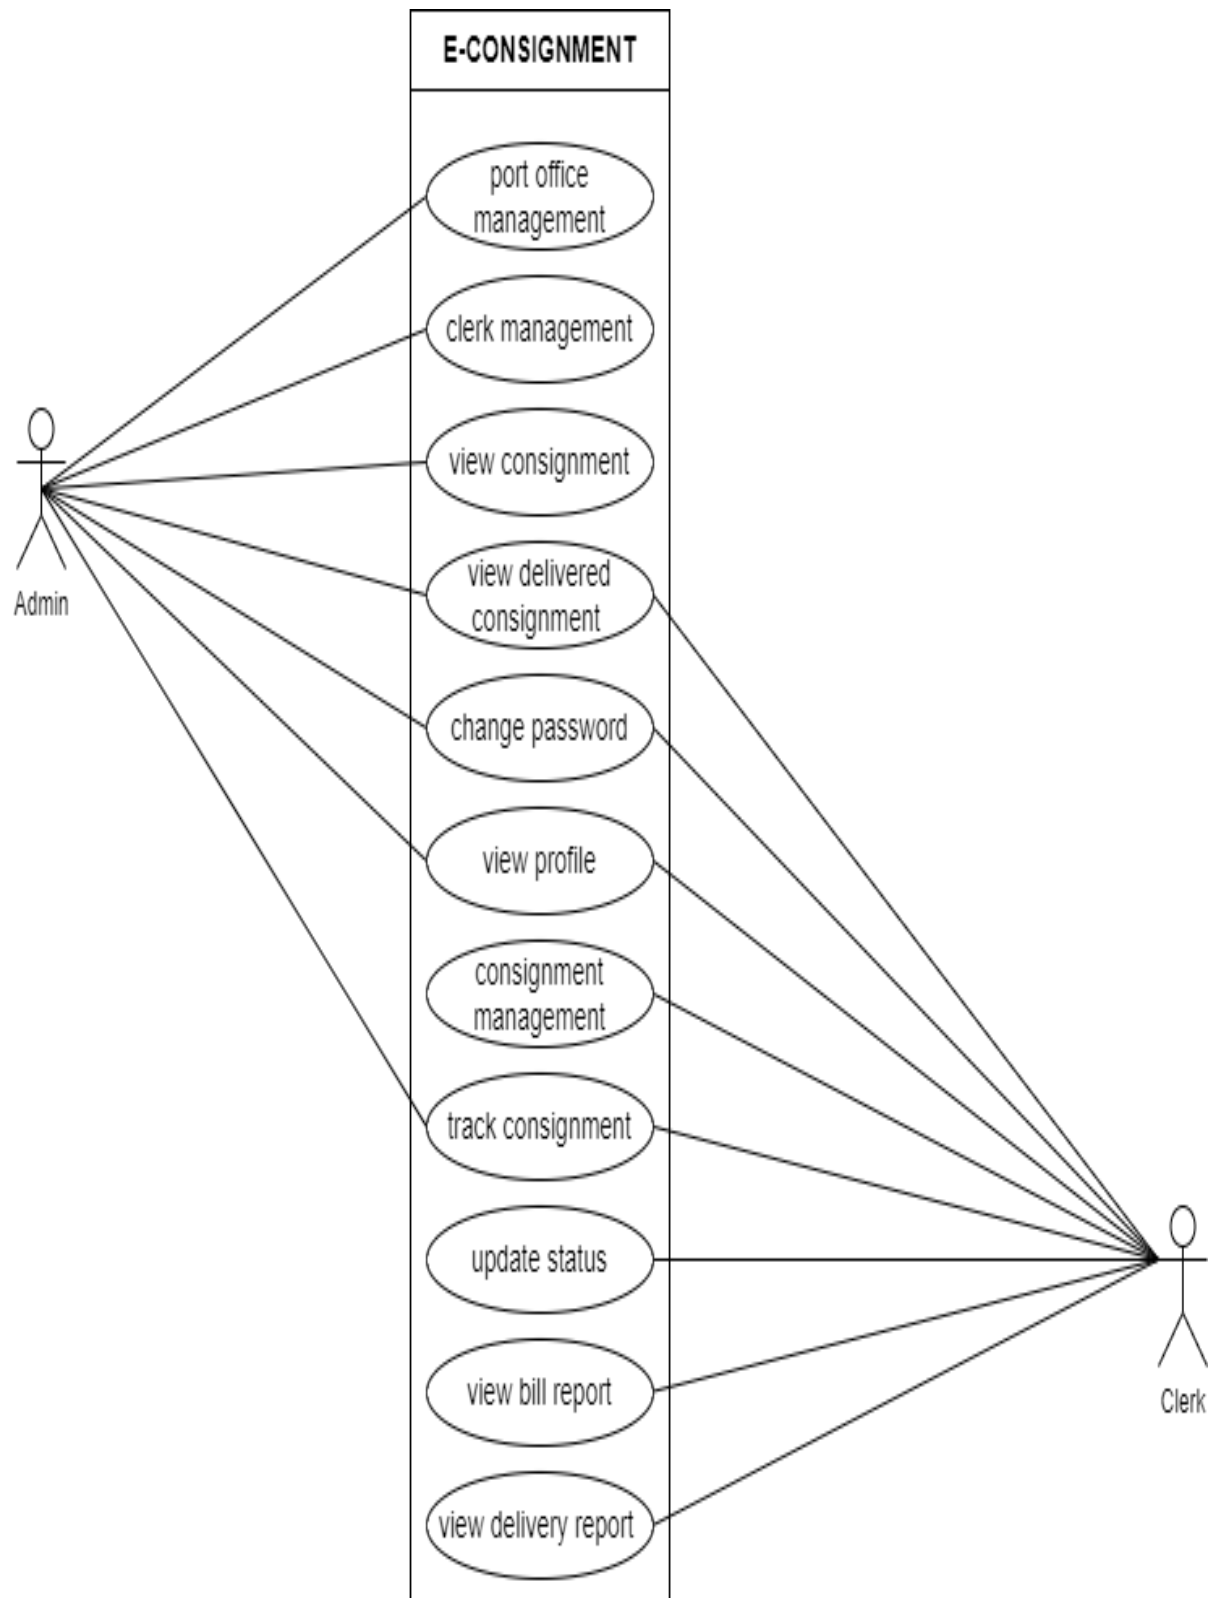 E-CONSIGNMENT
port office
management
clerk management
view consignment
view delivered
consignment
Admin
change password
view profile
consignment
management
track consignment
update status
view bill report
Clerk
view delivery report